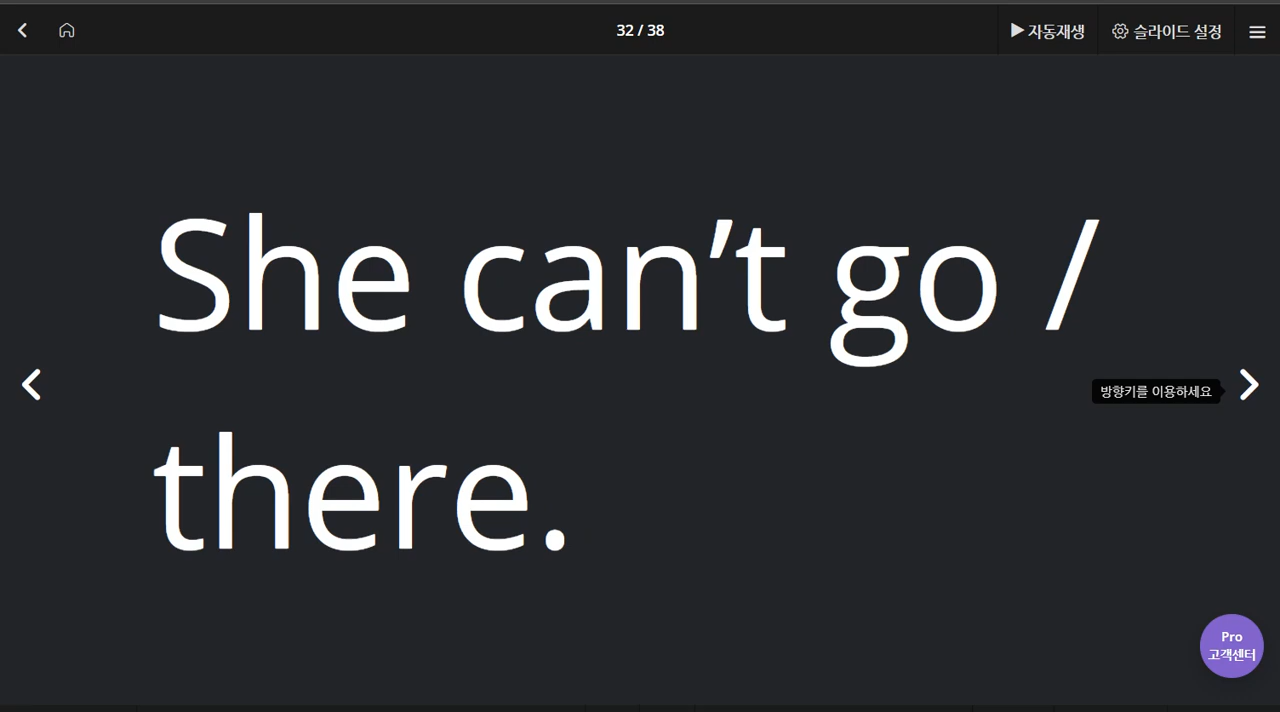 32 / 38
자동재생
슬라이드 설정
She can’t go /
there.
방향키를 이용하세요
Pro
고객센터